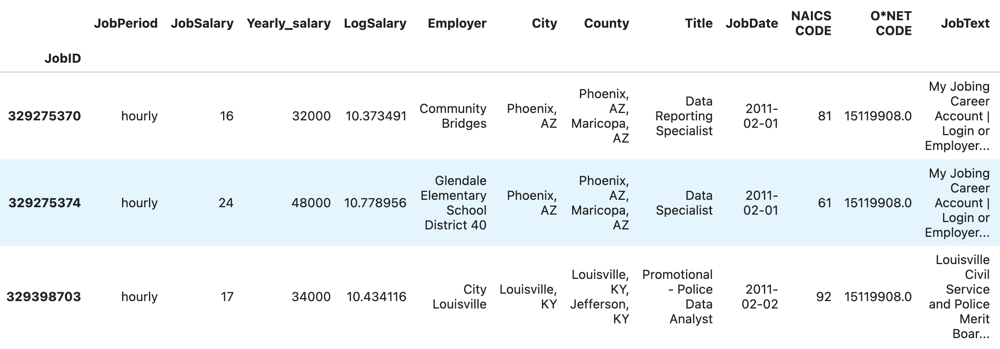 JobPeriod JobSalary Yearly_salary LogSalary Employer City County Title JobDate NAICS CODE O*NET CODE JobText
JobID
329275370 hourly 16 32000 10.373491 Community Bridges Phoenix, AZ Phoenix, AZ, Maricopa, AZ Data Reporting Specialist 2011-02-01 81 15119908.0 My Jobing Career Account | Login or Employer...
329275374 hourly 24 48000 10.778956 Glendale Elementary School District 40 Phoenix, AZ Phoenix, AZ, Maricopa, AZ Data Specialist 2011-02-01 61 15119908.0 My Jobing Career Account | Login or Employer...
329398703 hourly 17 34000 10.434116 City Louisville Louisville, KY Louisville, KY, Jefferson, KY Promotional - Police Data Analyst 2011-02-02 92 15119908.0 Louisville Civil Service and Police Merit Boar...